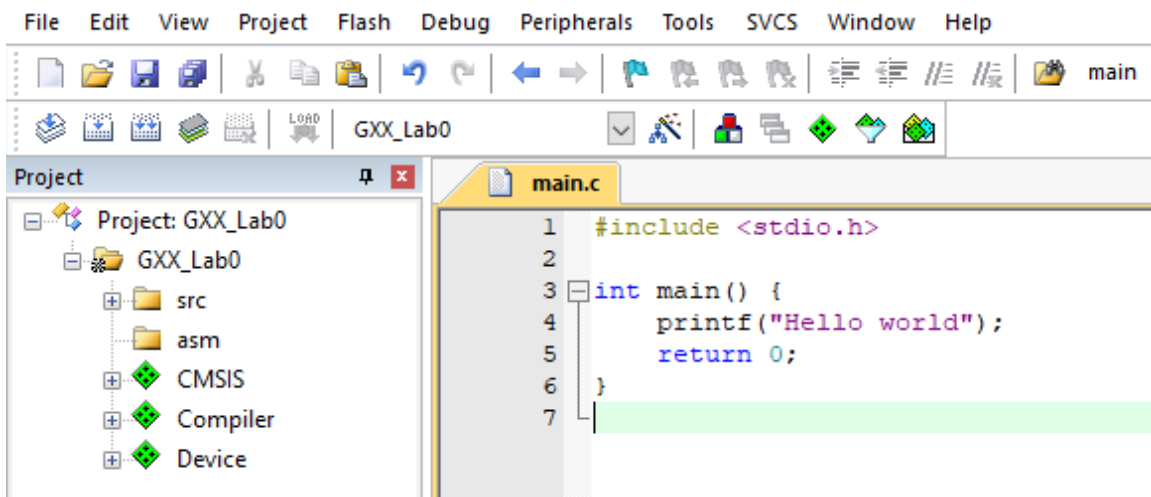 File Edit View Project Flash Debug Peripherals Tools SVCS Window Help
main
LOAD
GXX_Lab0
Project
Project: GXX_Lab0
GXX_Lab0
src
asm
CMSIS
Compiler
Device
main.c
1 #include <stdio.h>
2
3 int main() {
4 printf("Hello world");
5 return 0;
6 }
7